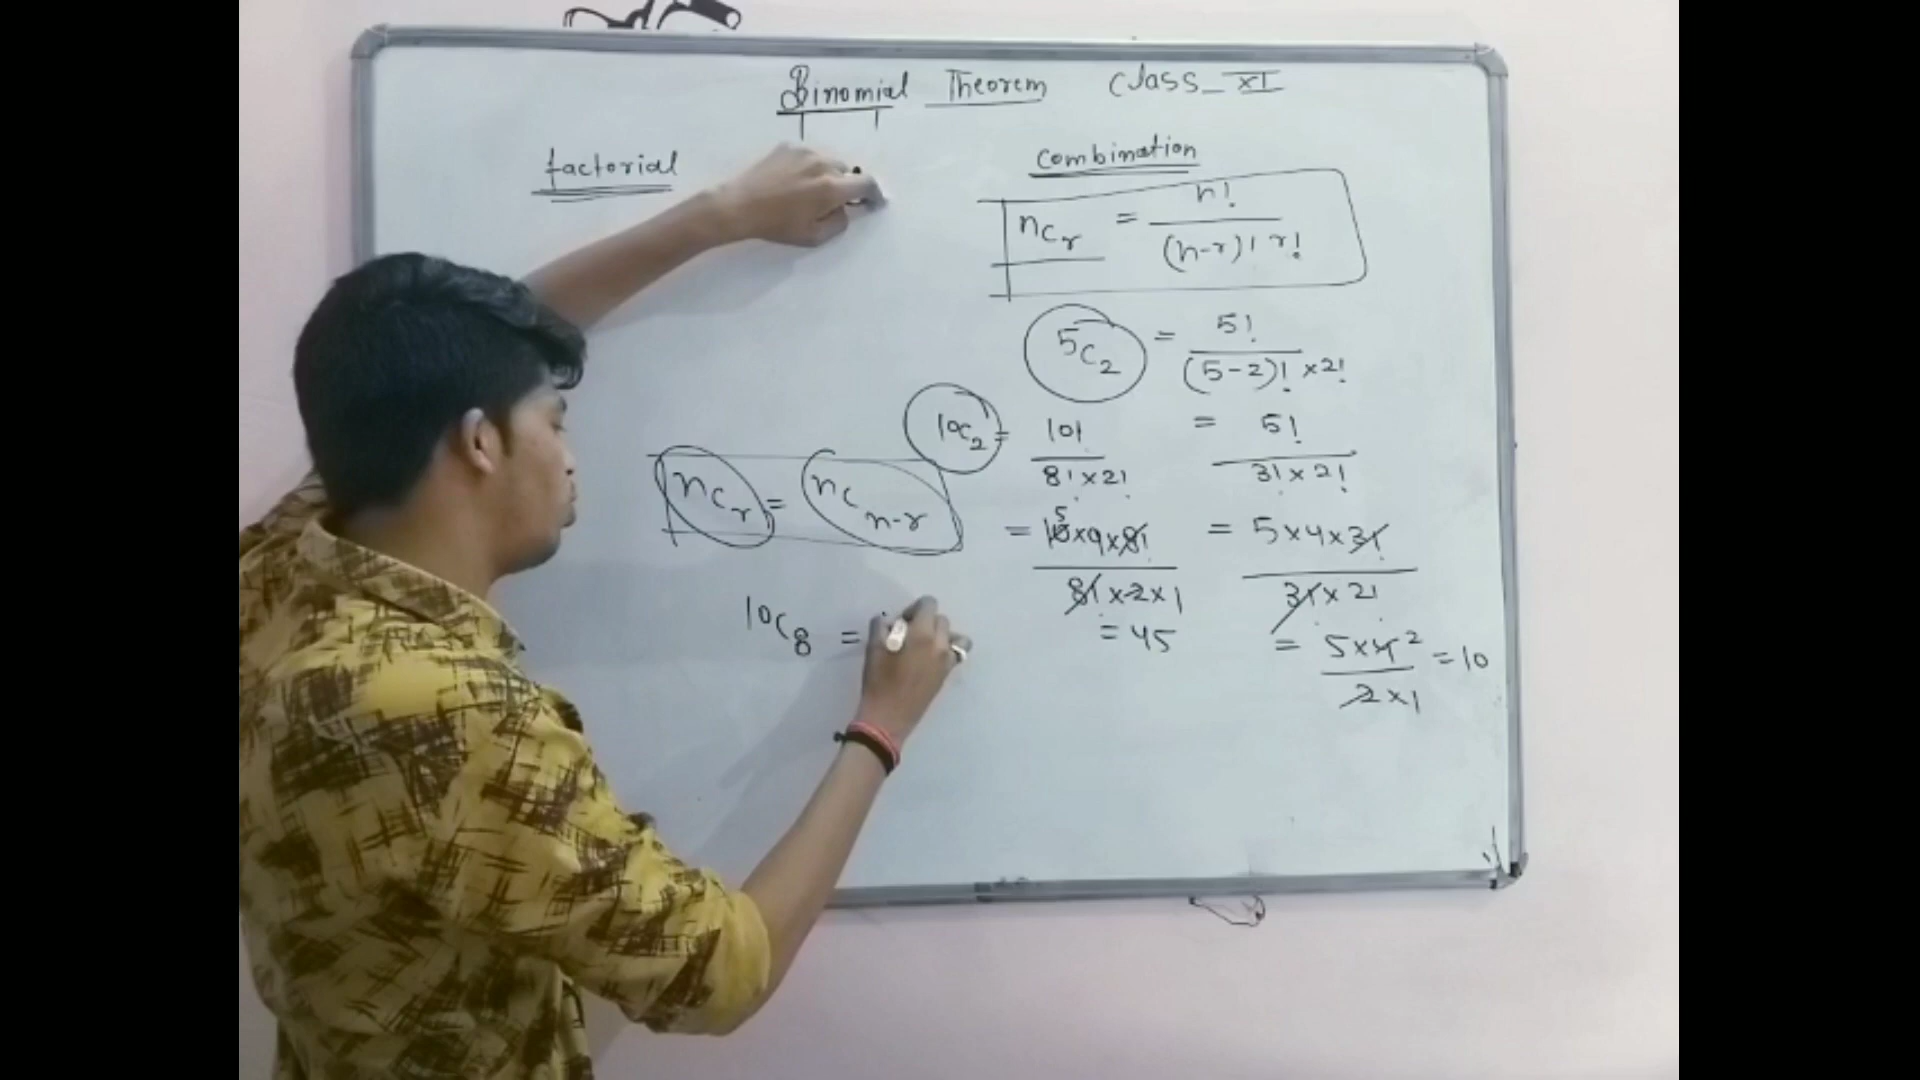 Binomial Theorem Class - XI
factorial
Combination
nCr = n! / (n-r)! r!
5C2 = 5! / (5-2)! × 2!
= 5! / 3! × 2!
= 5×4×3! / 3! × 2!
= 5×4 2 / 2×1 = 10
10C2 = 10! / 8! × 2!
= 10 5 ×9×8! / 8! ×2×1
= 45
nCr = nCn-r
10C8 =